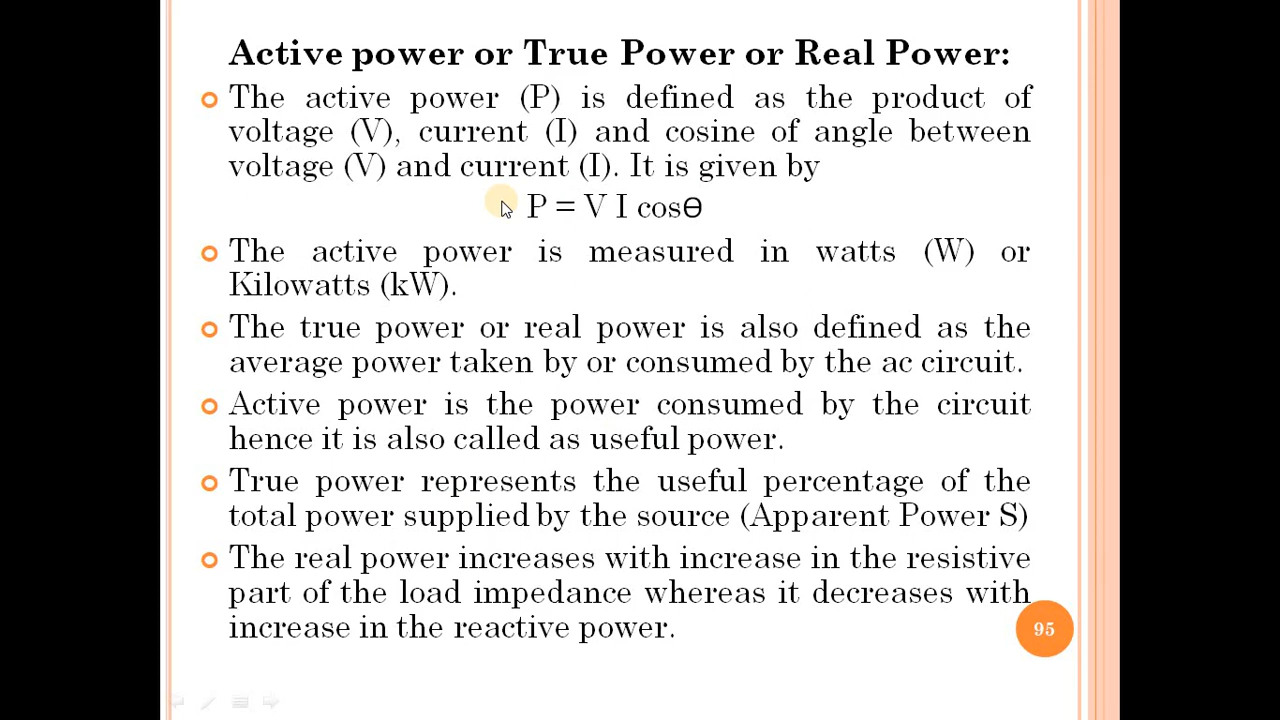 Active power or True Power or Real Power:
The active power (P) is defined as the product of
voltage (V), current (I) and cosine of angle between
voltage (V) and current (I). It is given by
P = V I cosϴ
The active power is measured in watts (W) or
Kilowatts (kW).
The true power or real power is also defined as the
average power taken by or consumed by the ac circuit.
Active power is the power consumed by the circuit
hence it is also called as useful power.
True power represents the useful percentage of the
total power supplied by the source (Apparent Power S)
The real power increases with increase in the resistive
part of the load impedance whereas it decreases with
increase in the reactive power.
95